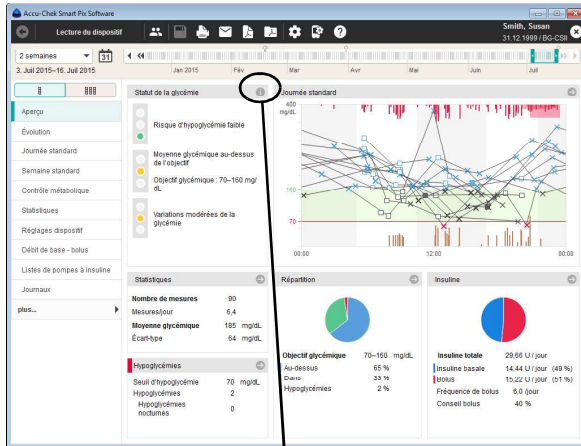 Accu-Chek Smart Pix Software
Lecture du dispositif
Smith, Susan
31.12.1999 / BG-CSII
2 semaines
31
3. Juil 2015–16. Juil 2015
Jan 2015 Fév Mar Avr Mai Juin Juil
Aperçu
Évolution
Journée standard
Semaine standard
Contrôle métabolique
Statistiques
Réglages dispositif
Débit de base - bolus
Listes de pompes à insuline
Journaux
plus...
Statut de la glycémie
Risque d'hypoglycémie faible
Moyenne glycémique au-dessus
de l'objectif
Objectif glycémique : 70–160 mg/
dL
Variations modérées de la
glycémie
Journée standard
400
mg/dL
160
70
00:00 12:00 00:00
Statistiques
Nombre de mesures 90
Mesures/jour 6,4
Moyenne glycémique 185 mg/dL
Écart-type 64 mg/dL
Hypoglycémies
Seuil d'hypoglycémie 70 mg/dL
Hypoglycémies 2
Hypoglycémies
nocturnes 0
Répartition
Objectif glycémique 70–160 mg/dL
Au-dessus 65 %
Dans 33 %
Hypoglycémies 2 %
Insuline
Insuline totale 29,66 U / jour
Insuline basale 14,44 U / jour (49 %)
Bolus 15,22 U / jour (51 %)
Fréquence de bolus 6,0 /jour
Conseil bolus 40 %